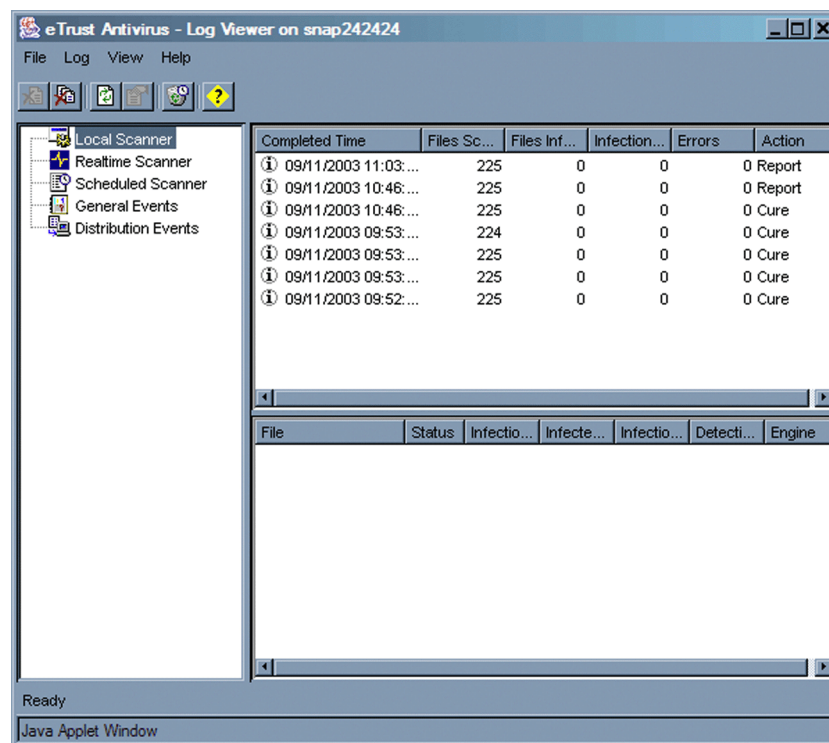 eTrust Antivirus - Log Viewer on snap242424
File Log View Help
Local Scanner
Realtime Scanner
Scheduled Scanner
General Events
Distribution Events
Completed Time Files Sc... Files Inf... Infection... Errors Action
09/11/2003 11:03:... 225 0 0 0 Report
09/11/2003 10:46:... 225 0 0 0 Report
09/11/2003 10:46:... 225 0 0 0 Cure
09/11/2003 09:53:... 224 0 0 0 Cure
09/11/2003 09:53:... 225 0 0 0 Cure
09/11/2003 09:53:... 225 0 0 0 Cure
09/11/2003 09:52:... 225 0 0 0 Cure
File Status Infectio... Infecte... Infectio... Detecti... Engine
Ready
Java Applet Window